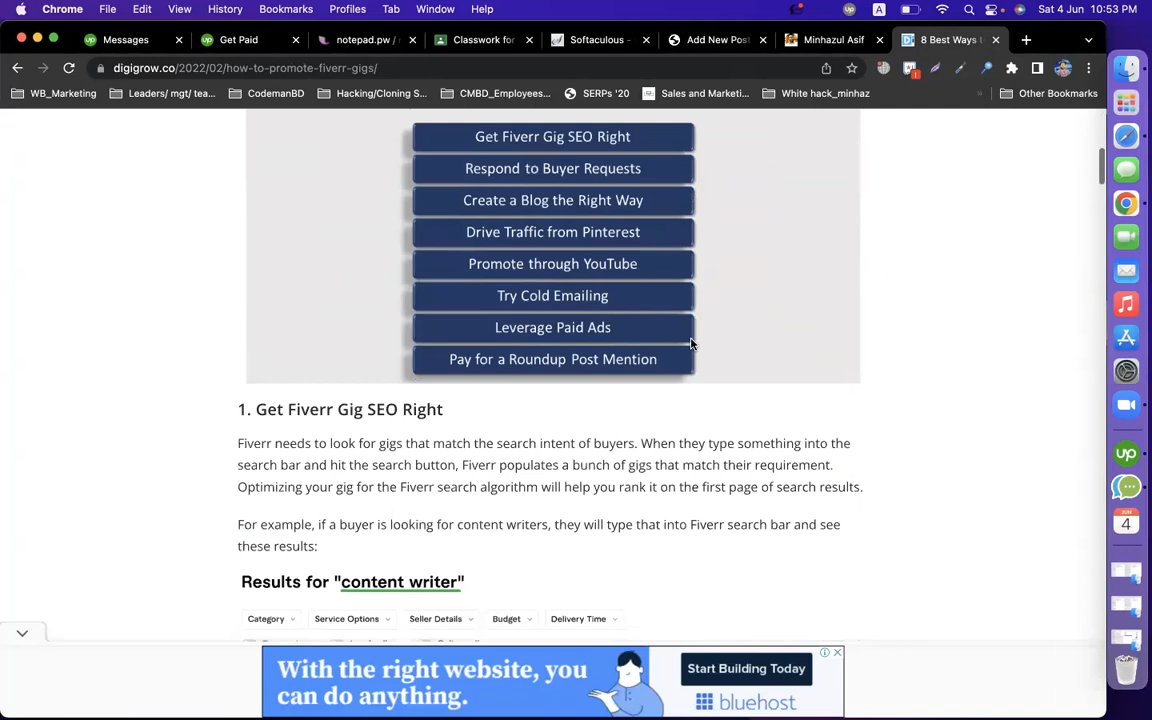 Chrome File Edit View History Bookmarks Profiles Tab Window Help
A
Sat 4 Jun 10:53 PM
Messages
Get Paid
notepad.pw /
Classwork for
Softaculous -
Add New Post
Minhazul Asif
8 Best Ways
digigrow.co/2022/02/how-to-promote-fiverr-gigs/
WB_Marketing
Leaders/ mgt/ tea...
CodemanBD
Hacking/Cloning S...
CMBD_Employees...
SERPs '20
Sales and Marketi...
White hack_minhaz
»
Other Bookmarks
Get Fiverr Gig SEO Right
Respond to Buyer Requests
Create a Blog the Right Way
Drive Traffic from Pinterest
Promote through YouTube
Try Cold Emailing
Leverage Paid Ads
Pay for a Roundup Post Mention
1. Get Fiverr Gig SEO Right
Fiverr needs to look for gigs that match the search intent of buyers. When they type something into the
search bar and hit the search button, Fiverr populates a bunch of gigs that match their requirement.
Optimizing your gig for the Fiverr search algorithm will help you rank it on the first page of search results.
For example, if a buyer is looking for content writers, they will type that into Fiverr search bar and see
these results:
Results for "content writer"
Category
Service Options
Seller Details
Budget
Delivery Time
With the right website, you
can do anything.
Start Building Today
bluehost
up
JUN
4